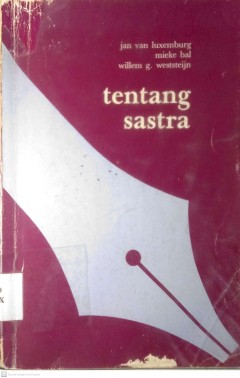 jan van luxemburg
mieke bal
willem g. weststeijn
tentang
sastra
X